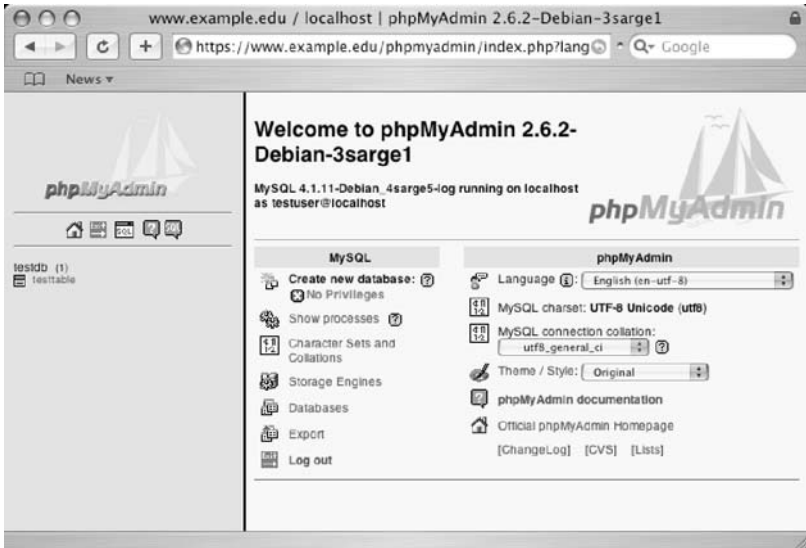 www.example.edu / localhost | phpMyAdmin 2.6.2-Debian-3sarge1
https://www.example.edu/phpmyadmin/index.php?lang
Google
News
phpMyAdmin
testdb (1)
testtable
Welcome to phpMyAdmin 2.6.2-
Debian-3sarge1
MySQL 4.1.11-Debian_4sarge5-log running on localhost
as testuser@localhost
phpMyAdmin
MySQL
Create new database:
No Privileges
Show processes
Character Sets and
Collations
Storage Engines
Databases
Export
Log out
phpMyAdmin
Language : English (en-utf-8)
MySQL charset: UTF-8 Unicode (utf8)
MySQL connection collation:
utf8_general_ci
Theme / Style: Original
phpMyAdmin documentation
Official phpMyAdmin Homepage
[ChangeLog] [CVS] [Lists]